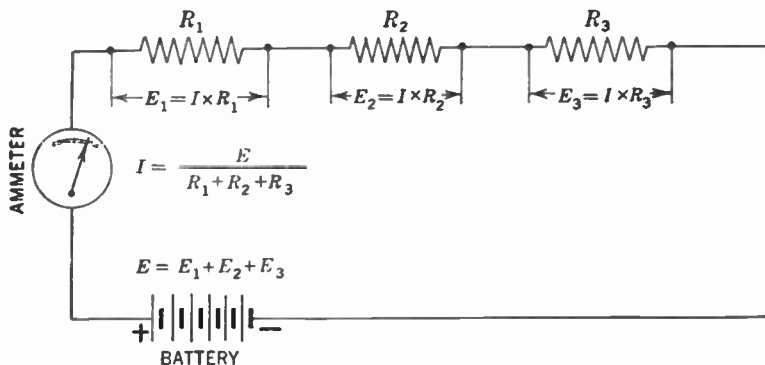 R₁ R₂ R₃
E₁ = I × R₁ E₂ = I × R₂ E₃ = I × R₃
AMMETER
I = E / R₁ + R₂ + R₃
E = E₁ + E₂ + E₃
+ −
BATTERY